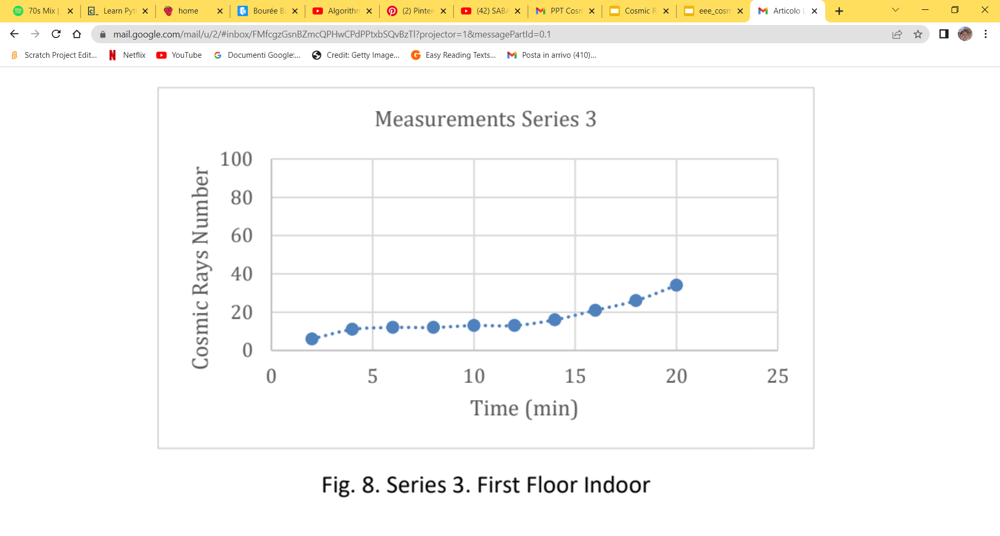 70s Mix |
Learn Pyt
home
Bourée B
Algorithm
(2) Pinter
(42) SABA
PPT Cosm
Cosmic R
eee_cosm
Articolo L
mail.google.com/mail/u/2/#inbox/FMfcgzGsnBZmcQPHwCPdPPtxbSQvBzTl?projector=1&messagePartId=0.1
Scratch Project Edit...
Netflix
YouTube
Documenti Google:...
Credit: Getty Image...
Easy Reading Texts...
Posta in arrivo (410)...
Measurements Series 3
Cosmic Rays Number
100
80
60
40
20
0
0 5 10 15 20 25
Time (min)
Fig. 8. Series 3. First Floor Indoor